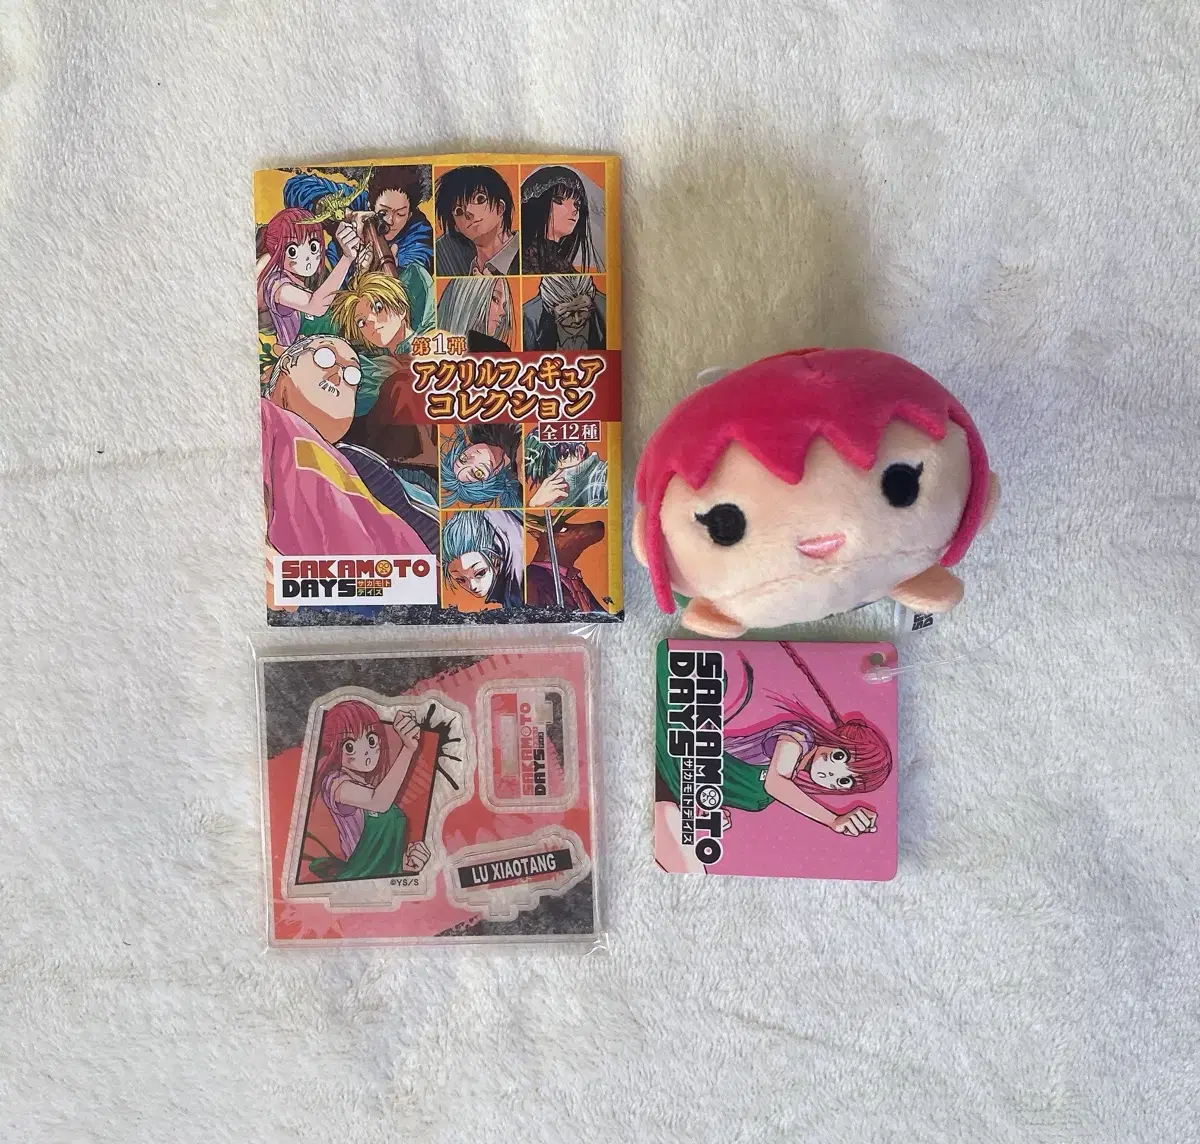 第1弾
アクリルフィギュア
コレクション
全12種
SAKAMOTO
DAYS サカモト
デイズ
SAKAMOTO
DAYS
LU XIAOTANG
©YS/S
SAKAMOTO
DAYS サカモトデイズ